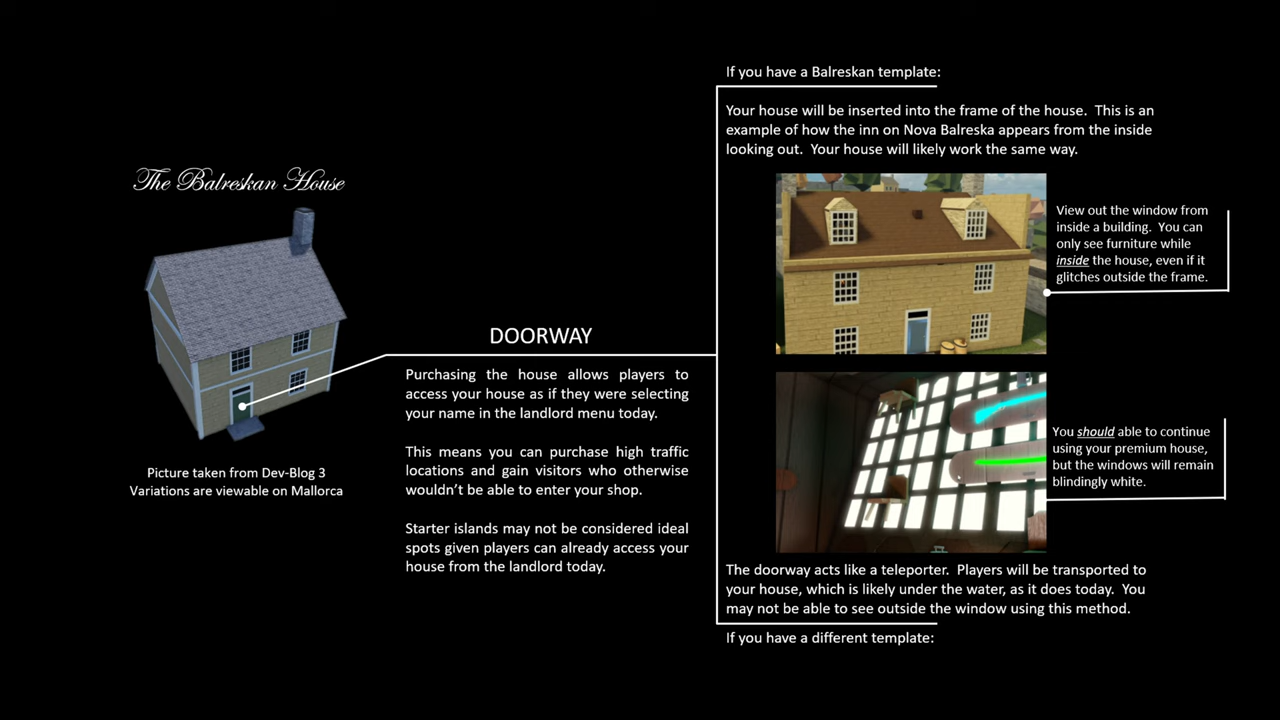 The Balreskan House
Picture taken from Dev-Blog 3
Variations are viewable on Mallorca
DOORWAY
Purchasing the house allows players to
access your house as if they were selecting
your name in the landlord menu today.
This means you can purchase high traffic
locations and gain visitors who otherwise
wouldn't be able to enter your shop.
Starter islands may not be considered ideal
spots given players can already access your
house from the landlord today.
If you have a Balreskan template:
Your house will be inserted into the frame of the house.  This is an
example of how the inn on Nova Balreska appears from the inside
looking out.  Your house will likely work the same way.
View out the window from
inside a building.  You can
only see furniture while
inside the house, even if it
glitches outside the frame.
You should able to continue
using your premium house,
but the windows will remain
blindingly white.
The doorway acts like a teleporter.  Players will be transported to
your house, which is likely under the water, as it does today.  You
may not be able to see outside the window using this method.
If you have a different template: